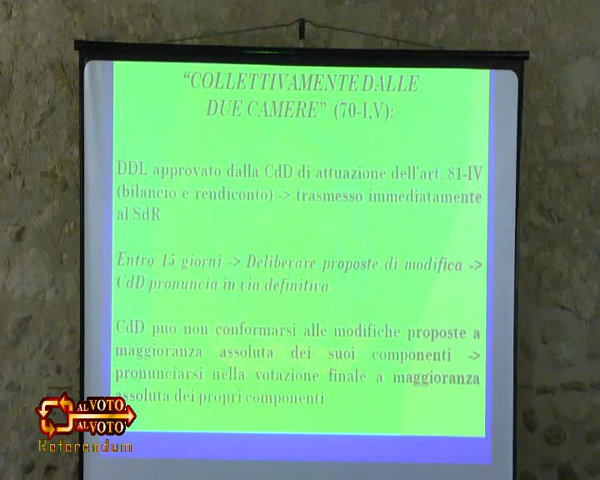 “COLLETTIVAMENTE DALLE
DUE CAMERE” (70-I,V):
DDL approvato dalla CdD di attuazione dell'art. 81-IV
(bilancio e rendiconto) -> trasmesso immediatamente
al SdR
Entro 15 giorni -> Deliberare proposte di modifica ->
CdD pronuncia in via definitiva
CdD puo non conformarsi alle modifiche proposte a
maggioranza assoluta dei suoi componenti ->
pronunciarsi nella votazione finale a maggioranza
assoluta dei propri componenti
AL VOTO,
AL VOTO'
Referendum